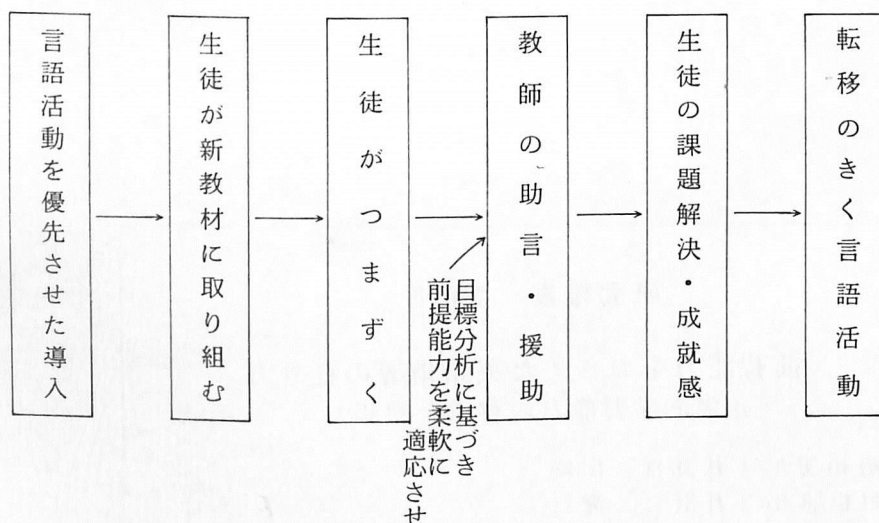 言語活動を優先させた導入
生徒が新教材に取り組む
生徒がつまずく
教師の助言・援助
目標分析に基づき
前提能力を柔軟に
適応させ
生徒の課題解決・成就感
転移のきく言語活動